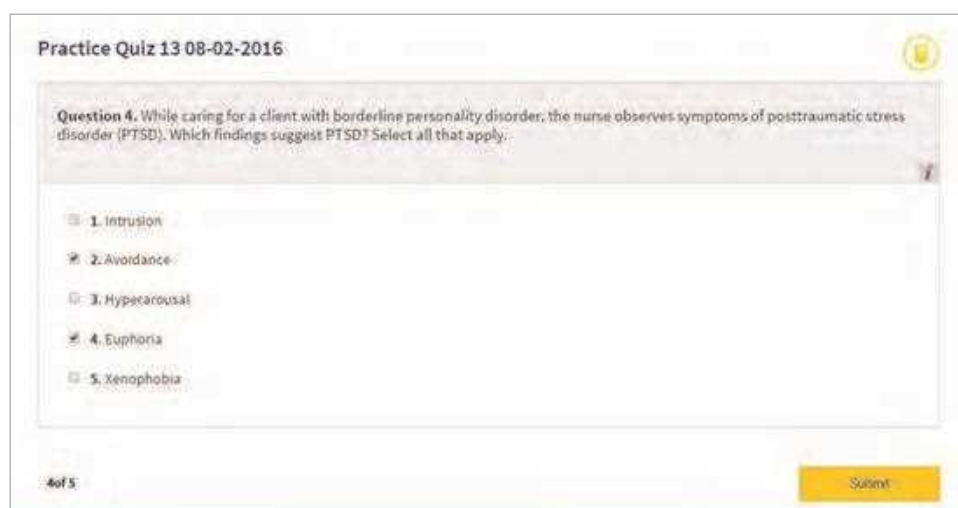 Practice Quiz 13 08-02-2016
Question 4. While caring for a client with borderline personality disorder, the nurse observes symptoms of posttraumatic stress
disorder (PTSD). Which findings suggest PTSD? Select all that apply.
i
1. Intrusion
2. Avoidance
3. Hyperarousal
4. Euphoria
5. Xenophobia
4of 5
Submit